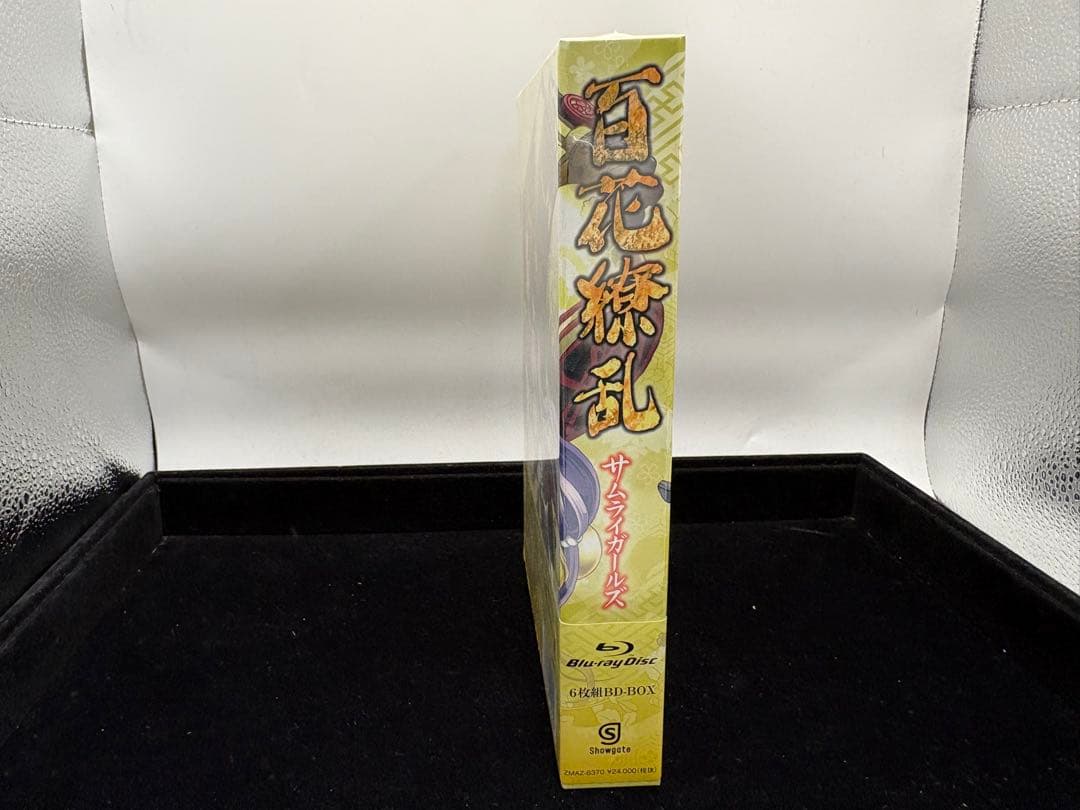 百花繚乱
サムライガールズ
Blu-ray Disc
6枚組BD-BOX
Showgate
ZMAZ-8370 ¥24,000(税抜)